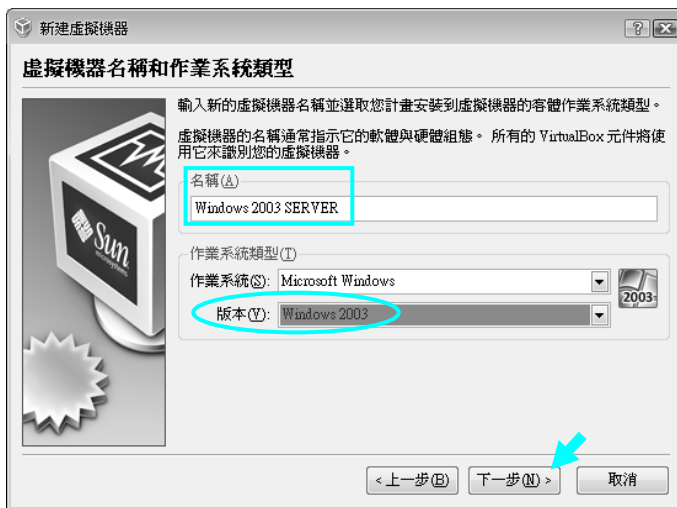 新建虛擬機器
虛擬機器名稱和作業系統類型
輸入新的虛擬機器名稱並選取您計畫安裝到虛擬機器的客體作業系統類型。
虛擬機器的名稱通常指示它的軟體與硬體組態。 所有的 VirtualBox 元件將使
用它來識別您的虛擬機器。
名稱(A)
Windows 2003 SERVER
作業系統類型(T)
作業系統(S): Microsoft Windows
2003
版本(V): Windows 2003
Sun
microsystems
<上一步(B) 下一步(N) > 取消